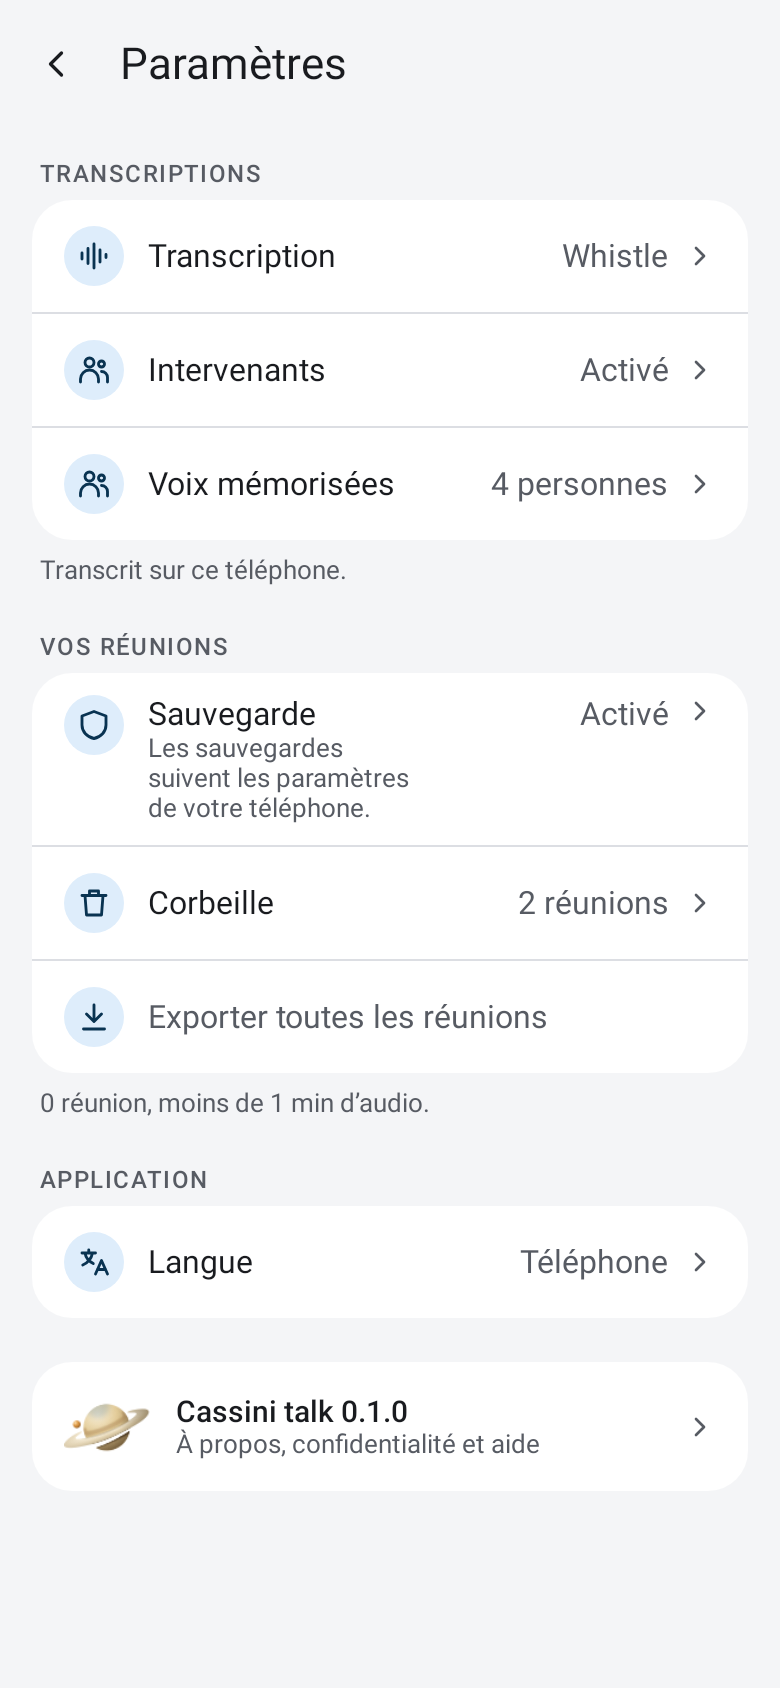 Paramètres
TRANSCRIPTIONS
Transcription Whistle
Intervenants Activé
Voix mémorisées 4 personnes
Transcrit sur ce téléphone.
VOS RÉUNIONS
Sauvegarde Activé
Les sauvegardes
suivent les paramètres
de votre téléphone.
Corbeille 2 réunions
Exporter toutes les réunions
0 réunion, moins de 1 min d’audio.
APPLICATION
Langue Téléphone
Cassini talk 0.1.0
À propos, confidentialité et aide